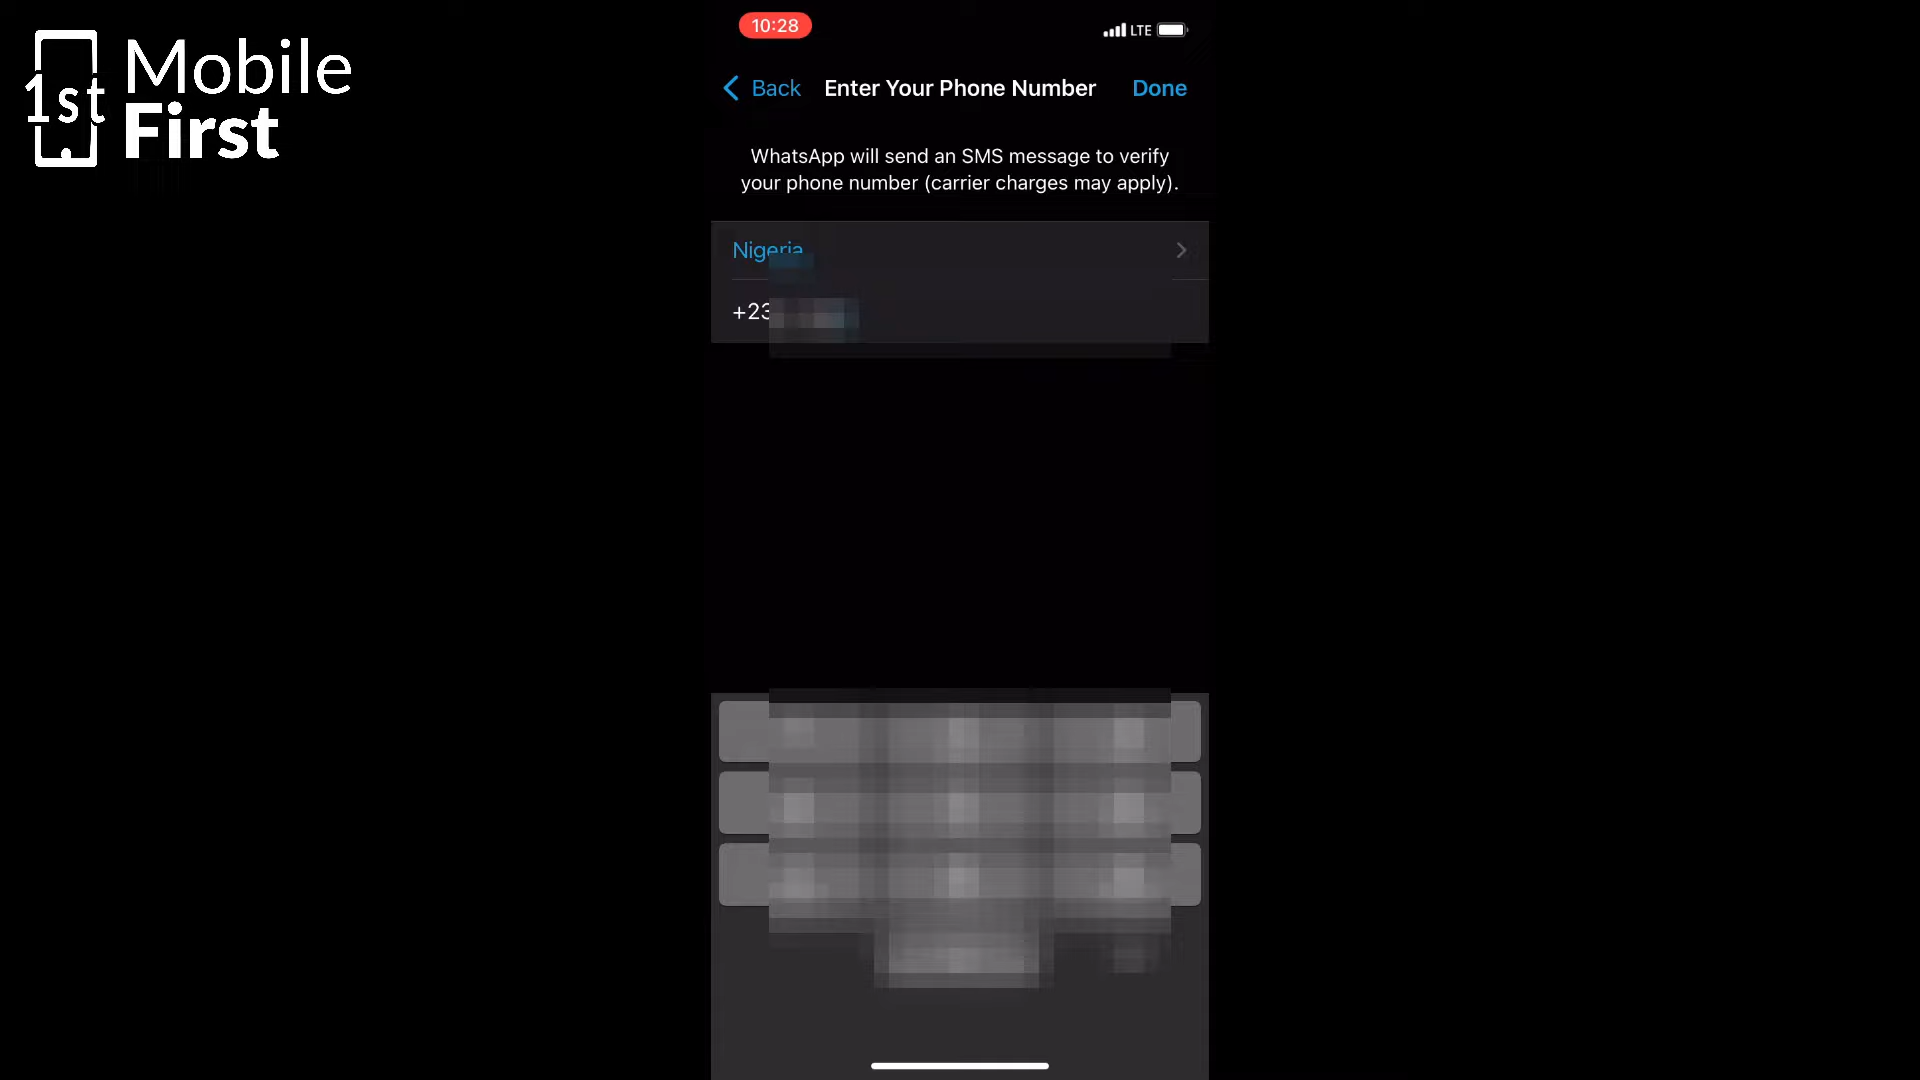 1st Mobile
First
10:28
LTE
Back Enter Your Phone Number Done
WhatsApp will send an SMS message to verify
your phone number (carrier charges may apply).
Nigeria
+23